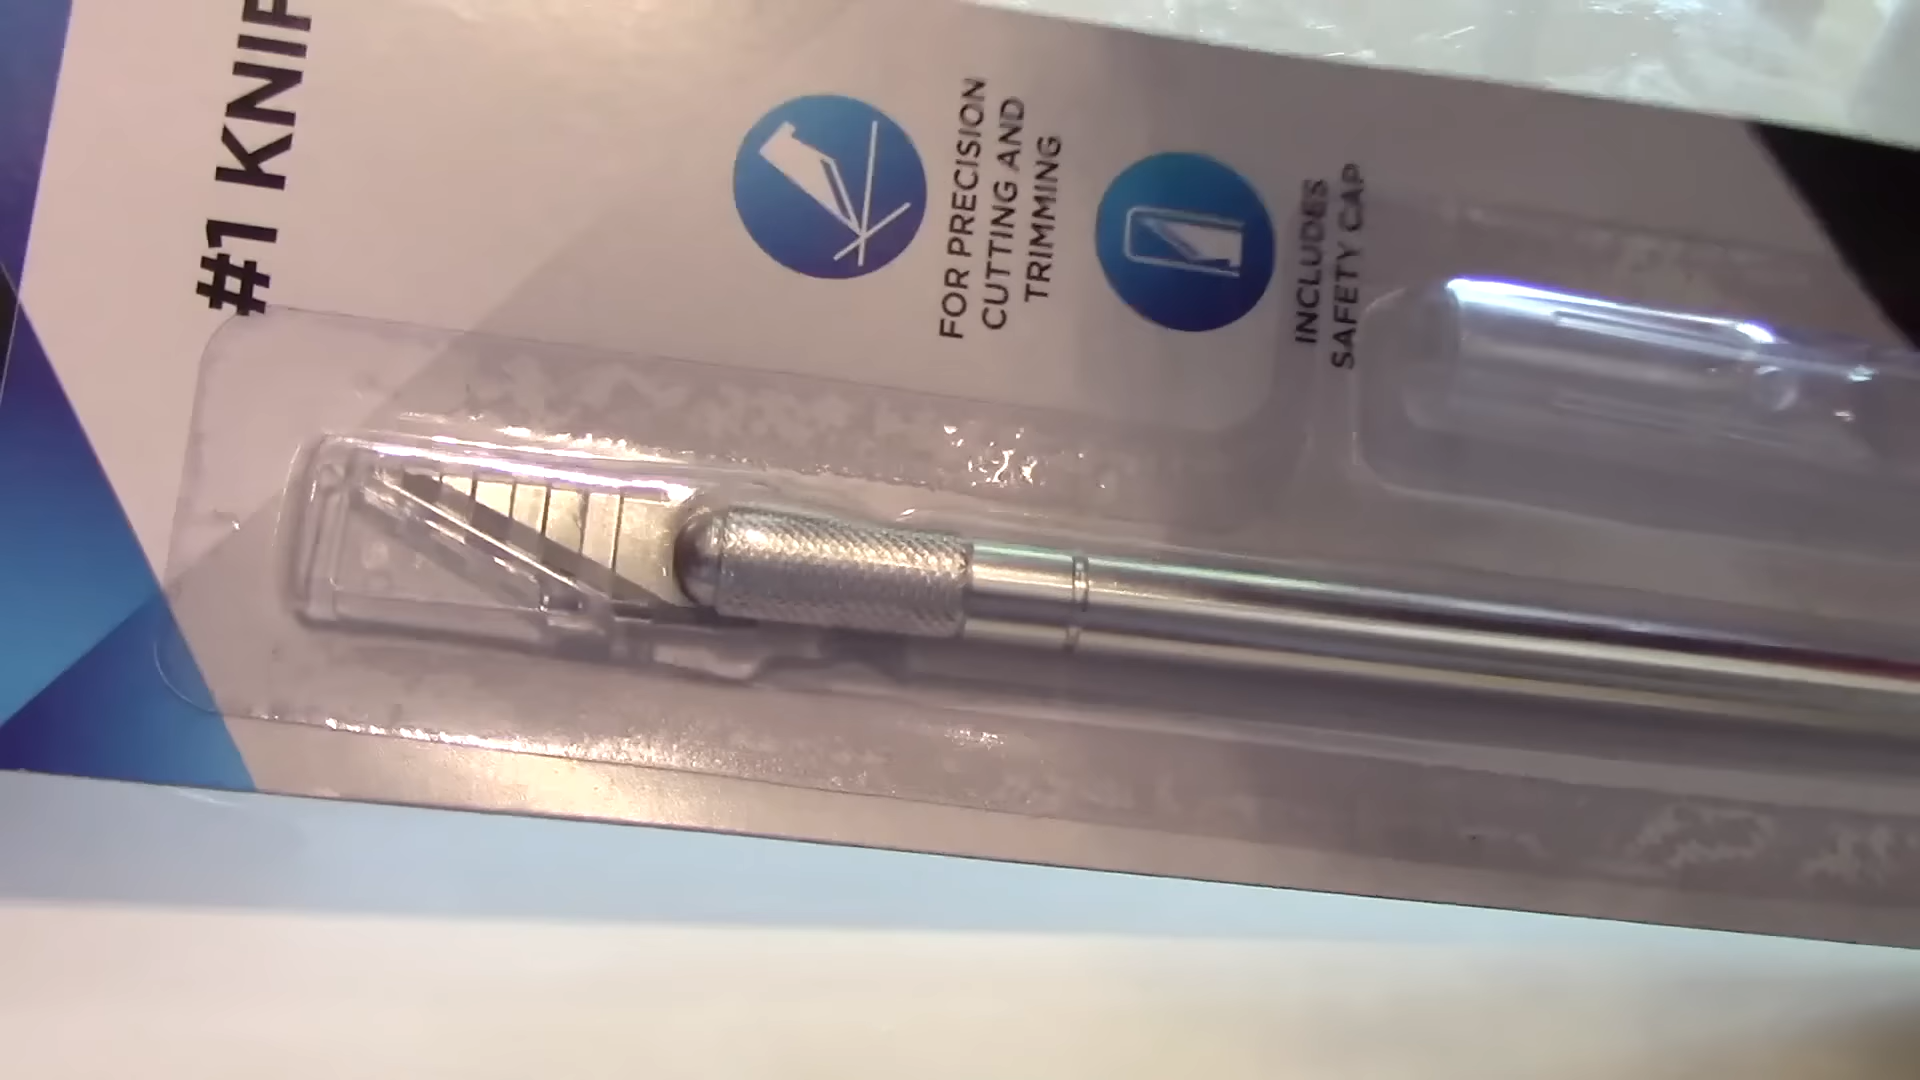 #1 KNIF
FOR PRECISION
CUTTING AND
TRIMMING
INCLUDES
SAFETY CAP